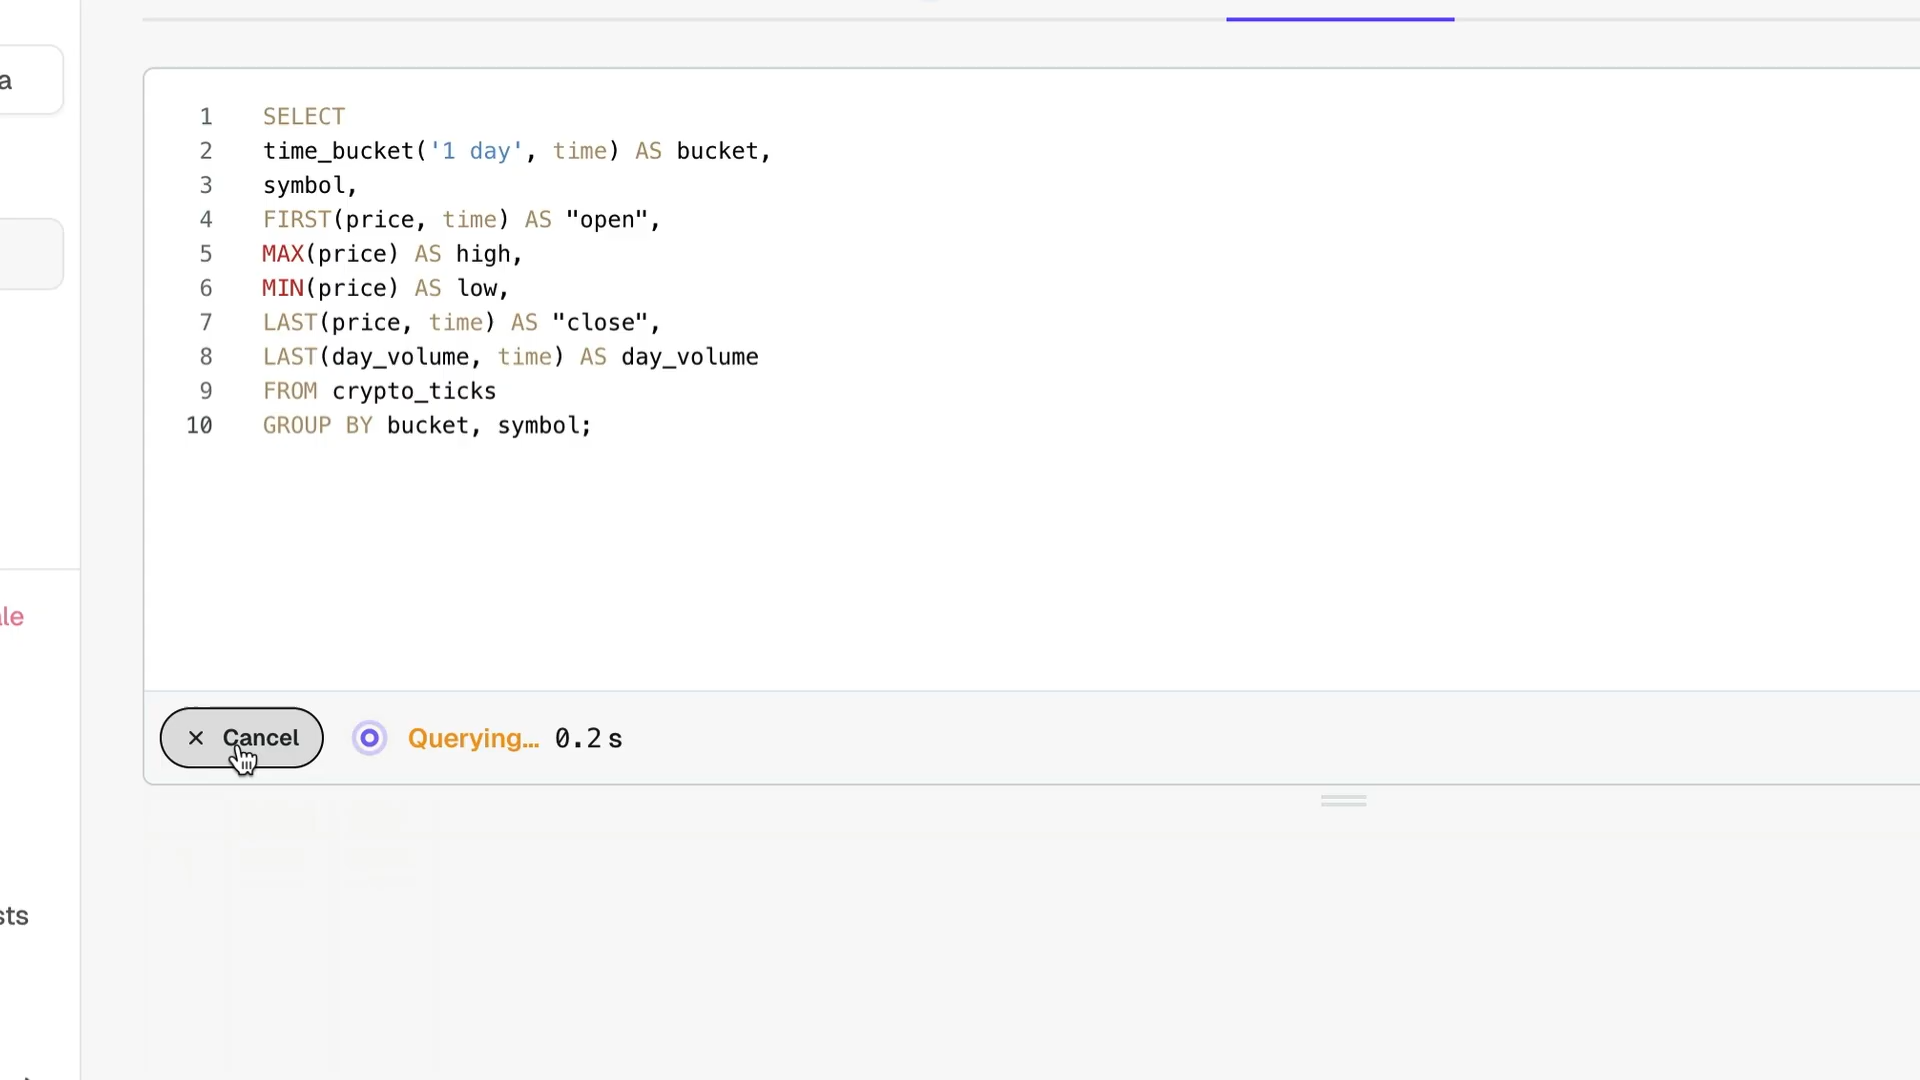 a
1 SELECT
2 time_bucket('1 day', time) AS bucket,
3 symbol,
4 FIRST(price, time) AS "open",
5 MAX(price) AS high,
6 MIN(price) AS low,
7 LAST(price, time) AS "close",
8 LAST(day_volume, time) AS day_volume
9 FROM crypto_ticks
10 GROUP BY bucket, symbol;
ale
× Cancel Querying... 0.2 s
sts